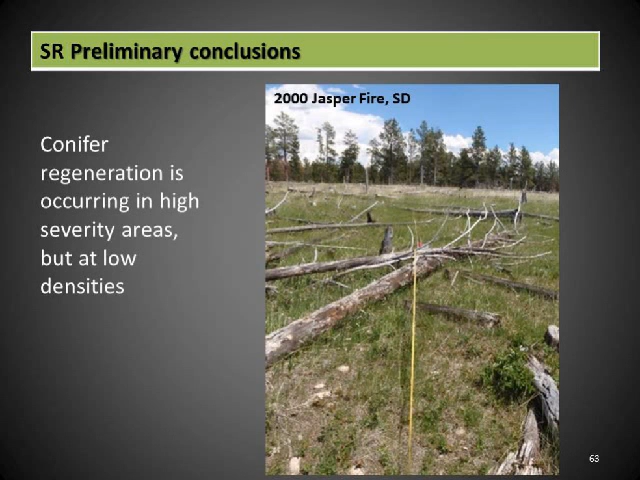 SR Preliminary conclusions
2000 Jasper Fire, SD
Conifer
regeneration is
occurring in high
severity areas,
but at low
densities
63